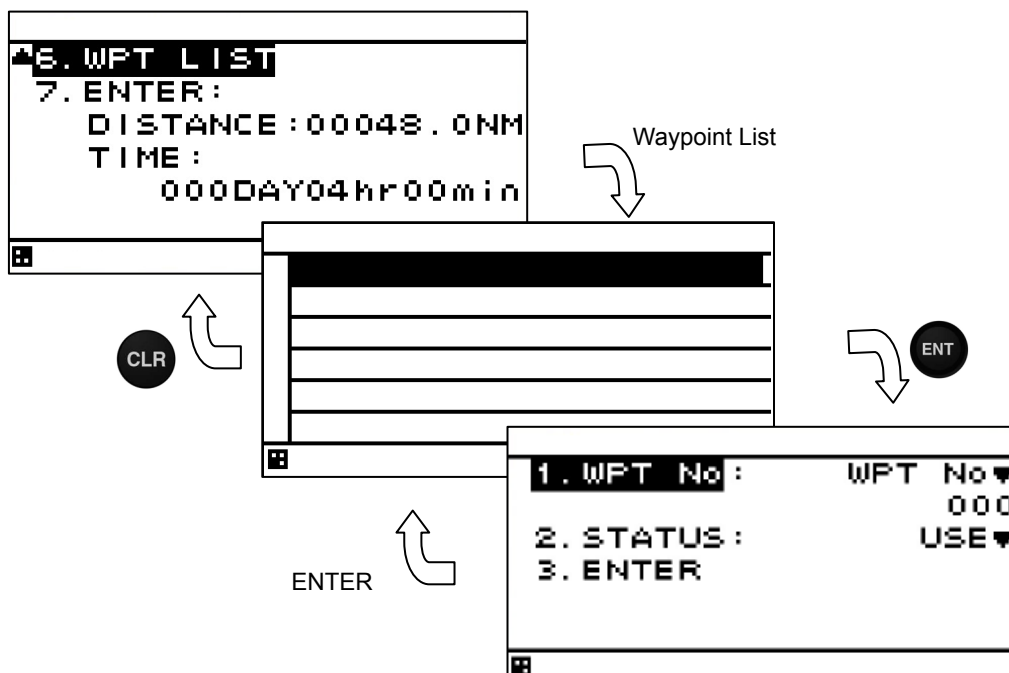 6.WPT LIST
7.ENTER:
DISTANCE:00048.0NM
TIME:
000DAY04hr00min
Waypoint List
CLR
ENT
1.WPT No: WPT No▼
000
2.STATUS: USE▼
3.ENTER
ENTER